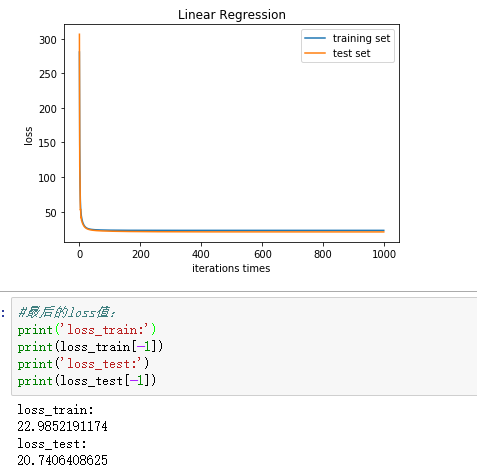 Linear Regression
training set
test set
300
250
200
150
100
50
loss
0
200
400
600
800
1000
iterations times
:
#最后的loss值：
print('loss_train:')
print(loss_train[-1])
print('loss_test:')
print(loss_test[-1])
loss_train:
22.9852191174
loss_test:
20.7406408625